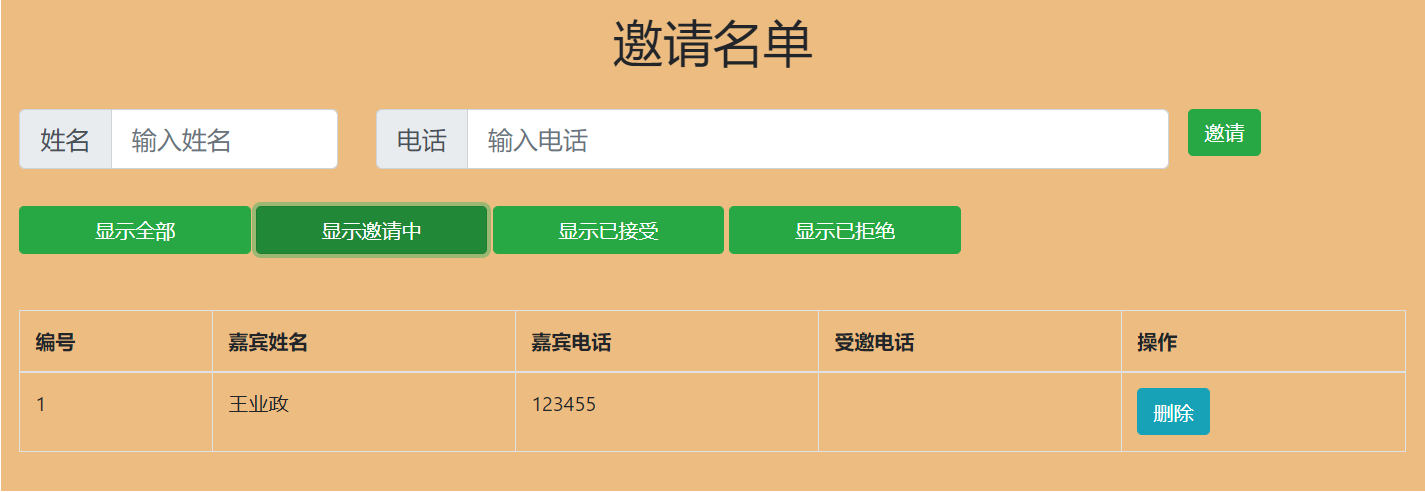 邀请名单
姓名 输入姓名 电话 输入电话 邀请
显示全部 显示邀请中 显示已接受 显示已拒绝
编号 嘉宾姓名 嘉宾电话 受邀电话 操作
1 王业政 123455 删除